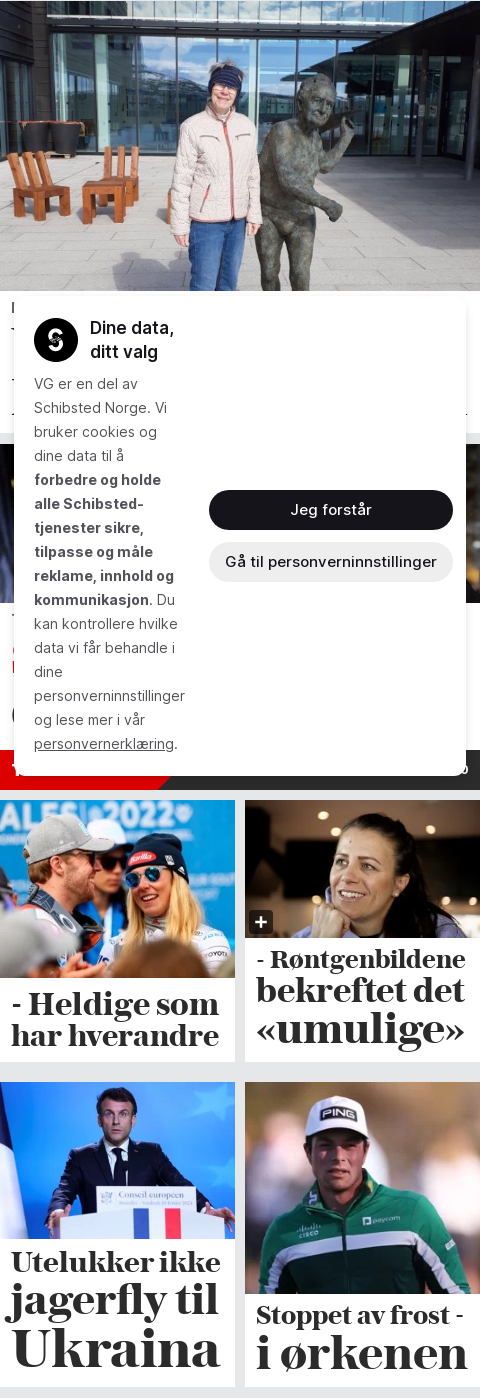 Dine data,
ditt valg
VG er en del av
Schibsted Norge. Vi
bruker cookies og
dine data til å
forbedre og holde
alle Schibsted-
tjenester sikre,
tilpasse og måle
reklame, innhold og
kommunikasjon. Du
kan kontrollere hvilke
data vi får behandle i
dine
personverninnstillinger
og lese mer i vår
personvernerklæring.
Jeg forstår
Gå til personverninnstillinger
ALES 2022
TOYOTA
- Heldige som
har hverandre
- Røntgenbildene
bekreftet det
«umulige»
Conseil européen
Utelukker ikke
jagerfly til
Ukraina
PING
paycom
CISCO
Stoppet av frost -
i ørkenen